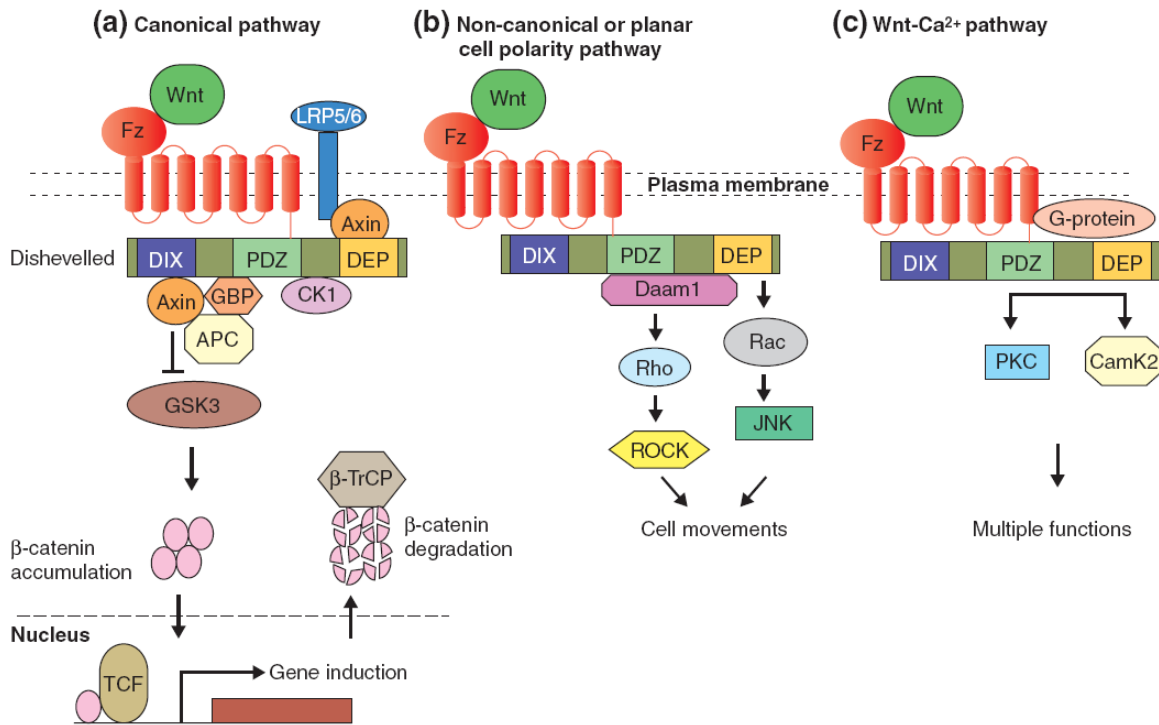 (a) Canonical pathway
Wnt
Fz
LRP5/6
Axin
Dishevelled
DIX
PDZ
DEP
Axin
GBP
CK1
APC
GSK3
β-catenin
accumulation
β-TrCP
β-catenin
degradation
Nucleus
TCF
Gene induction
(b) Non-canonical or planar
cell polarity pathway
Wnt
Fz
Plasma membrane
DIX
PDZ
DEP
Daam1
Rho
Rac
ROCK
JNK
Cell movements
(c) Wnt-Ca²⁺ pathway
Wnt
Fz
G-protein
DIX
PDZ
DEP
PKC
CamK2
Multiple functions